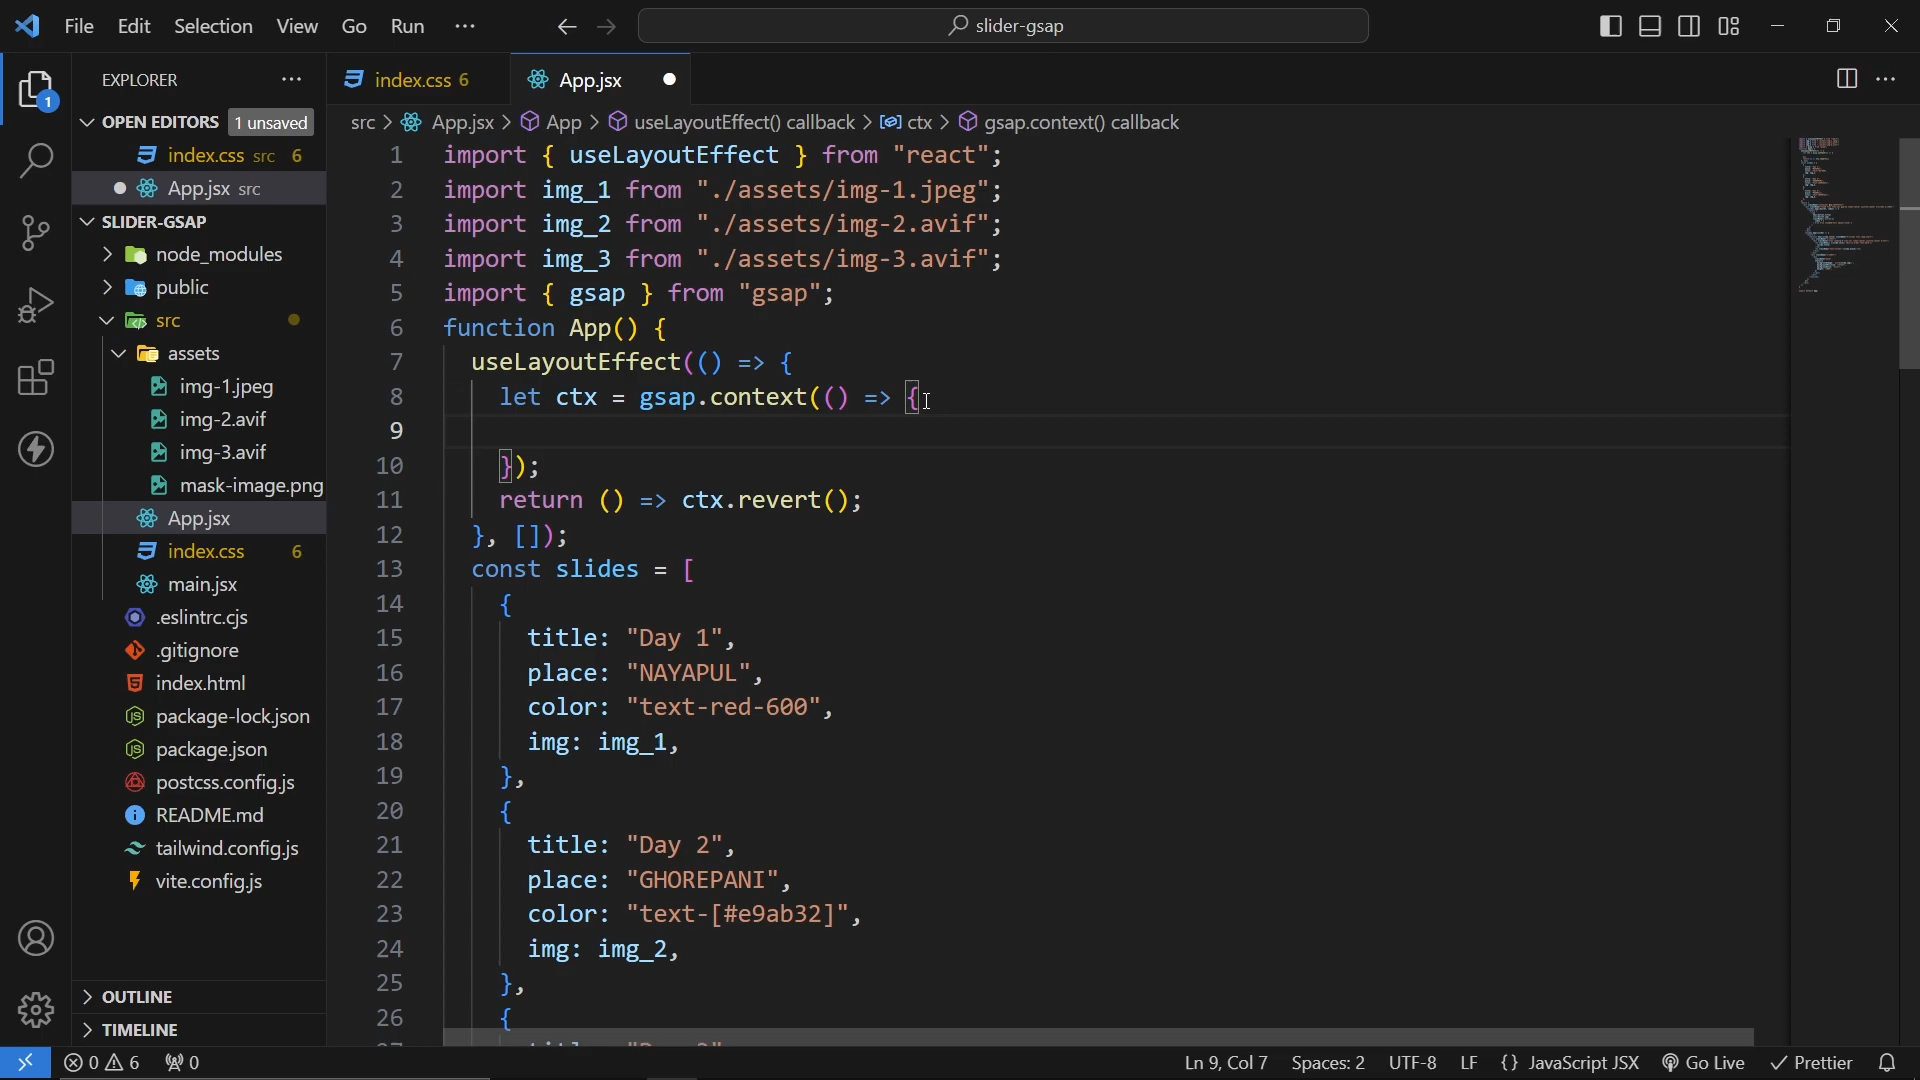 File Edit Selection View Go Run ··· slider-gsap
EXPLORER ···
OPEN EDITORS 1 unsaved
index.css src 6
App.jsx src
SLIDER-GSAP
node_modules
public
src
assets
img-1.jpeg
img-2.avif
img-3.avif
mask-image.png
App.jsx
index.css 6
main.jsx
.eslintrc.cjs
.gitignore
index.html
package-lock.json
package.json
postcss.config.js
README.md
tailwind.config.js
vite.config.js
OUTLINE
TIMELINE
1
index.css 6 App.jsx
src > App.jsx > App > useLayoutEffect() callback > ctx > gsap.context() callback
1 import { useLayoutEffect } from "react";
2 import img_1 from "./assets/img-1.jpeg";
3 import img_2 from "./assets/img-2.avif";
4 import img_3 from "./assets/img-3.avif";
5 import { gsap } from "gsap";
6 function App() {
7 useLayoutEffect(() => {
8 let ctx = gsap.context(() => {
9
10 });
11 return () => ctx.revert();
12 }, []);
13 const slides = [
14 {
15 title: "Day 1",
16 place: "NAYAPUL",
17 color: "text-red-600",
18 img: img_1,
19 },
20 {
21 title: "Day 2",
22 place: "GHOREPANI",
23 color: "text-[#e9ab32]",
24 img: img_2,
25 },
26 {
0 6 0 Ln 9, Col 7 Spaces: 2 UTF-8 LF {} JavaScript JSX Go Live Prettier